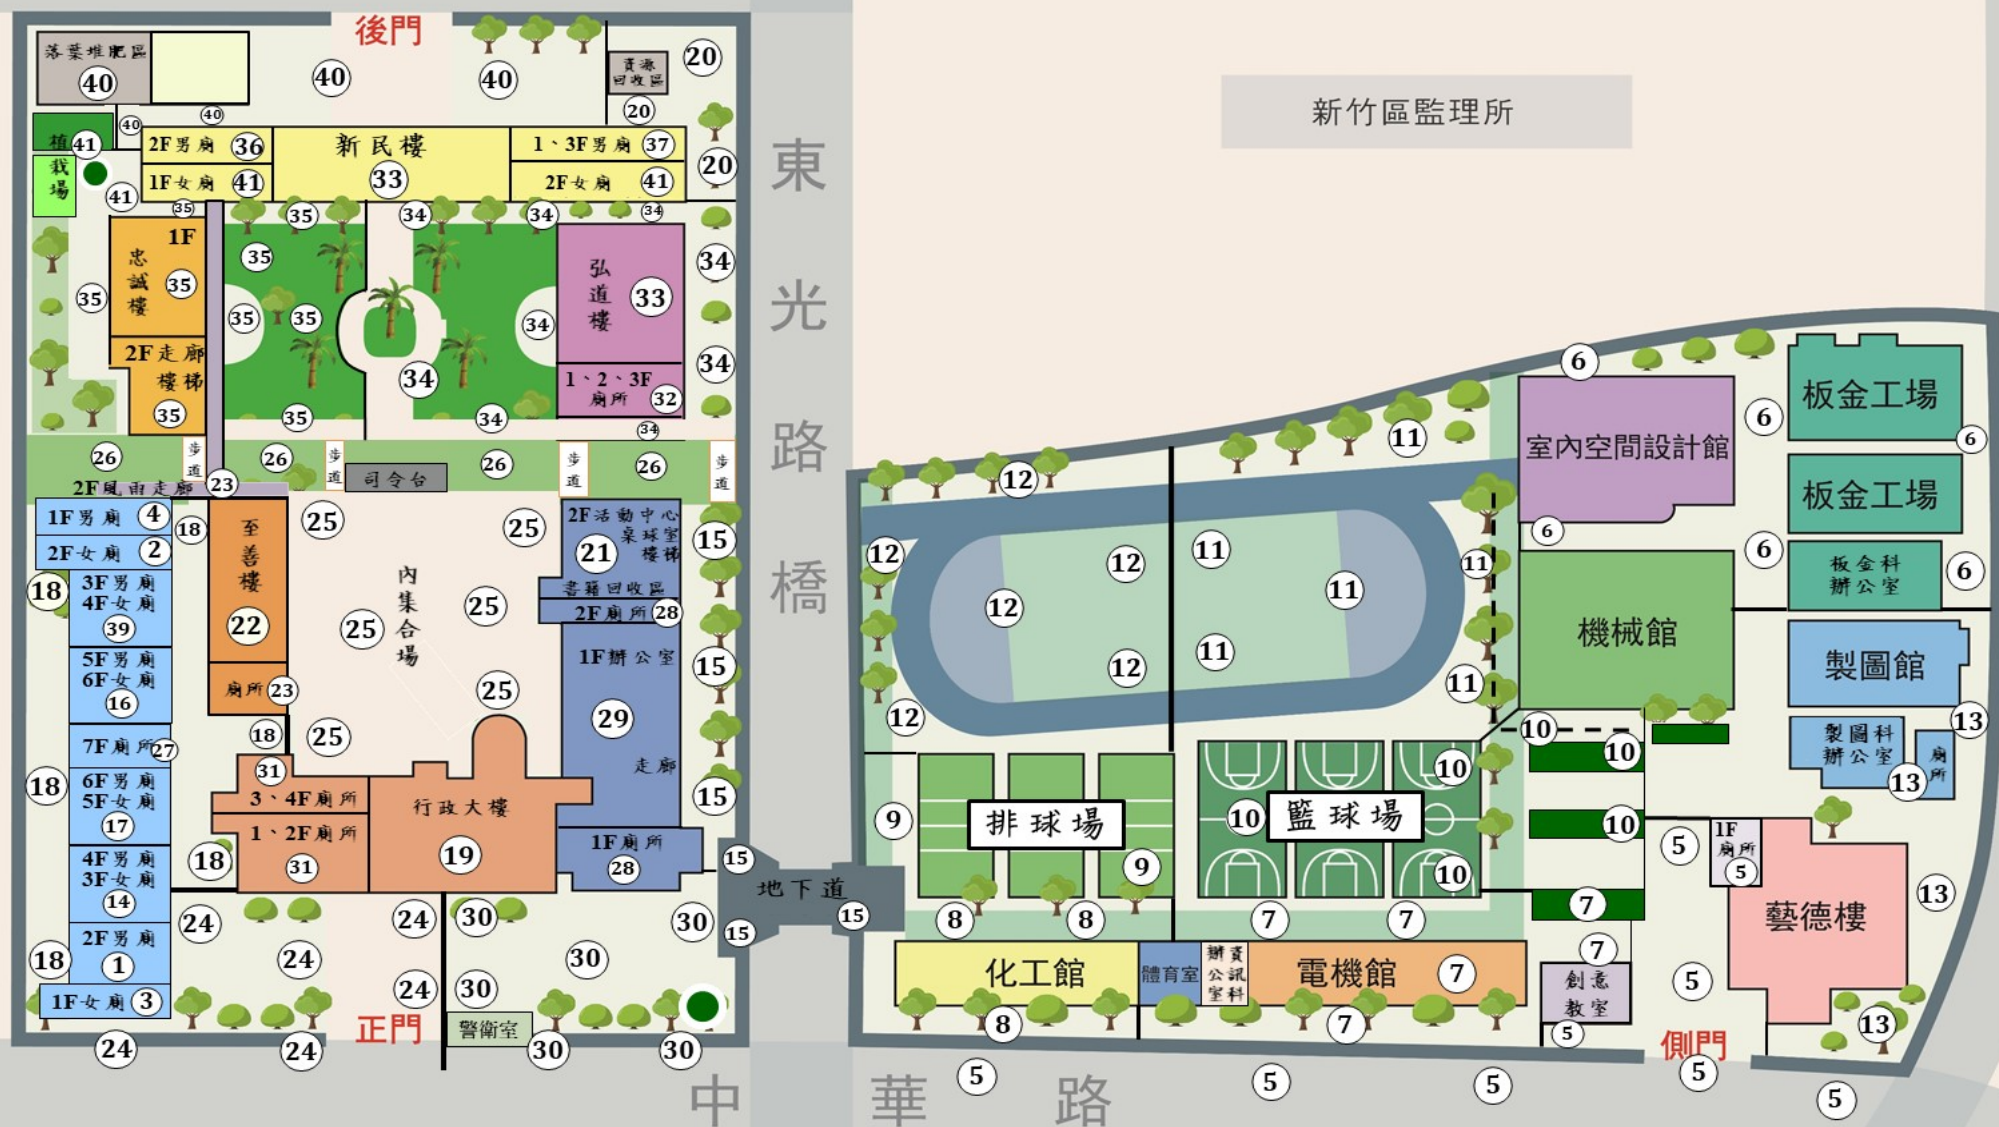 後門
落葉堆肥區
40
40
40
資源
回收區
20
20
40
40
植栽場
41
41
2F男廁 36
1F女廁 41
新民樓
33
1、3F男廁 37
2F女廁 41
20
35
35
34
34
34
1F
忠誠樓
35
35
2F走廊
樓梯
35
35
35
35
35
34
34
34
弘道樓
33
1、2、3F
廁所 32
34
34
34
26
步道
26
步道
司令台
26
步道
26
步道
2F風雨走廊
23
1F男廁 4
2F女廁 2
3F男廁
4F女廁
39
5F男廁
6F女廁
16
7F廁所 27
6F男廁
5F女廁
17
4F男廁
3F女廁
14
2F男廁
1
1F女廁 3
18
18
18
18
18
18
至善樓
22
廁所 23
25
25
內集合場
25
25
25
25
2F活動中心
桌球室
樓梯
21
書籍回收區
2F廁所 28
1F辦公室
29
走廊
1F廁所
28
15
15
15
31
3、4F廁所
1、2F廁所
31
行政大樓
19
15
地下道
15
15
24
24
30
30
24
24
30
30
正門
警衛室
24
24
30
30
東光路橋
中華路
新竹區監理所
12
11
12
12
11
11
12
11
12
11
11
12
9
排球場
9
10
籃球場
10
10
10
10
10
8
8
7
7
7
化工館
體育室
資訊科
辦公室
電機館
7
8
7
7
創意
教室
5
6
室內空間設計館
6
6
板金工場
6
板金工場
6
板金科
辦公室
6
機械館
製圖館
13
製圖科
辦公室
13
廁所
5
1F
廁所
5
藝德樓
13
5
13
側門
5
5
5
5
5